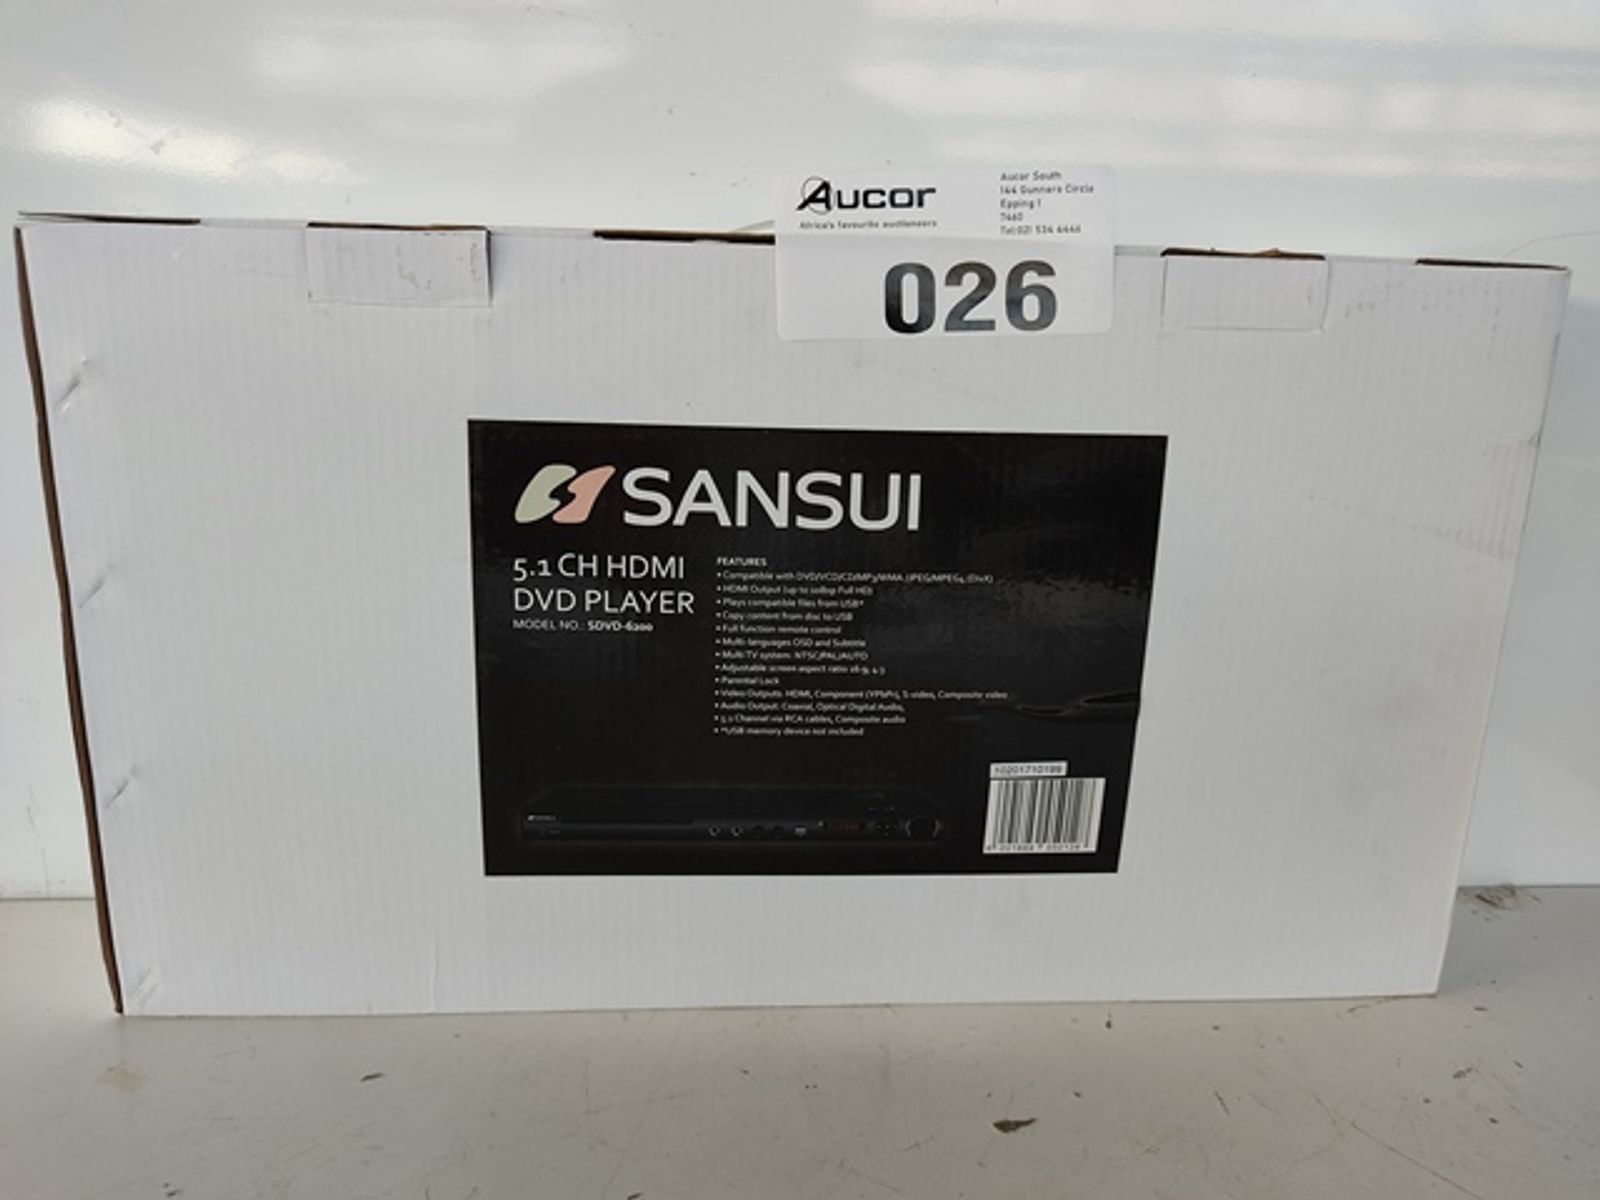 Aucor
Africa's favourite auctioneers
Aucor South
144 Gunners Circle
Epping 1
7460
Tel:021 534 4446
026
SANSUI
5.1 CH HDMI
DVD PLAYER
MODEL NO.: SDVD-6200
FEATURES
• Compatible with DVD/VCD/CD/MP3/WMA, (JPEG/MPEG4,(DivX)
• HDMI Output (up to 1080p Full HD)
• Plays compatible files from USB*
• Copy content from disc to USB
• Full function remote control
• Multi-languages OSD and Subtitle
• Multi TV system: NTSC/PAL/AUTO
• Adjustable screen aspect ratio 16:9, 4:3
• Parental Lock
• Video Outputs: HDMI, Component (YPbPr), S-video, Composite video
• Audio Output: Coaxial, Optical Digital Audio,
• 5.1 Channel via RCA cables, Composite audio
• *USB memory device not included
SANSUI
10201710199